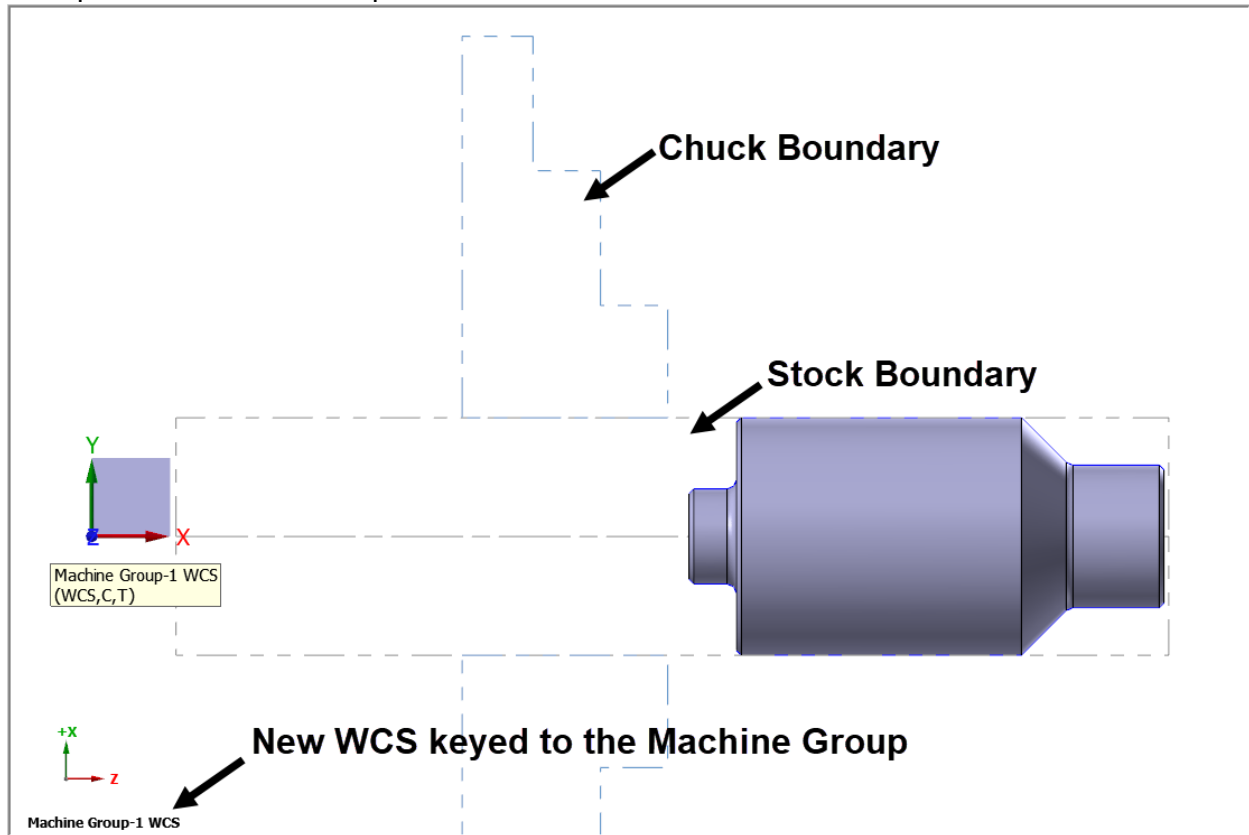 Chuck Boundary
Stock Boundary
Y
Z
X
Machine Group-1 WCS
(WCS,C,T)
New WCS keyed to the Machine Group
+X
Z
Machine Group-1 WCS